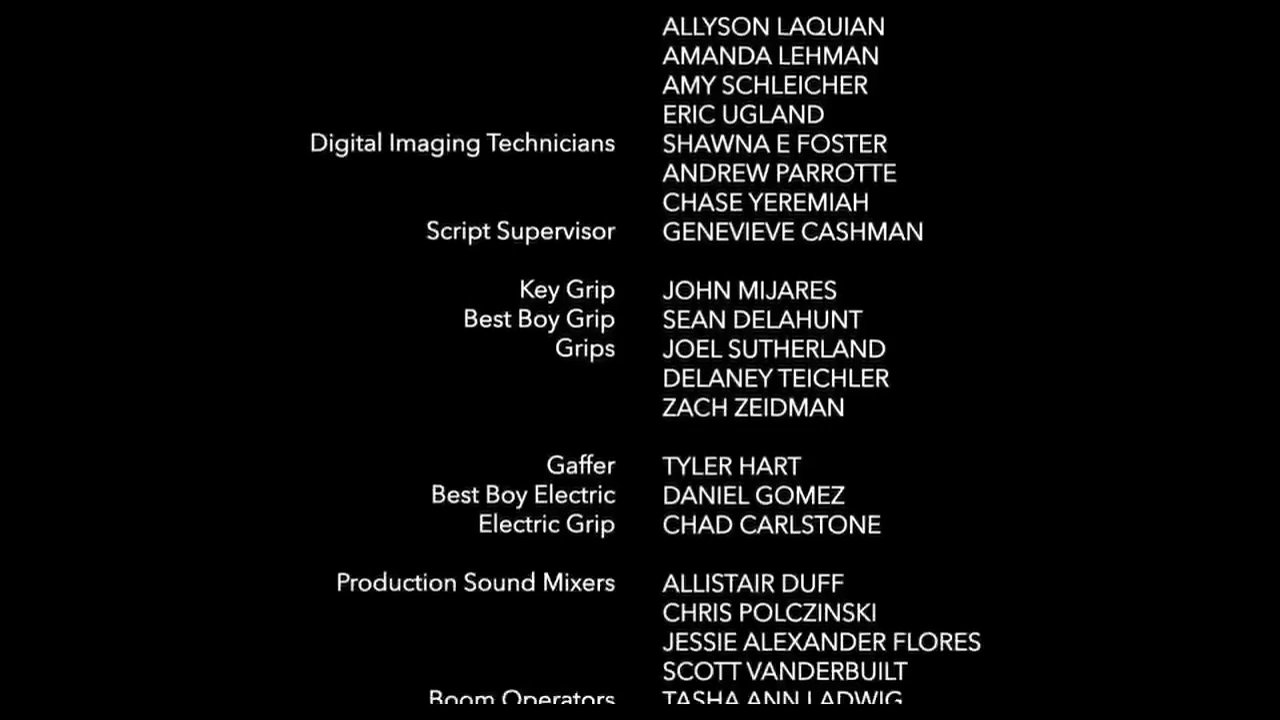 ALLYSON LAQUIAN
AMANDA LEHMAN
AMY SCHLEICHER
ERIC UGLAND
Digital Imaging Technicians SHAWNA E FOSTER
ANDREW PARROTTE
CHASE YEREMIAH
Script Supervisor GENEVIEVE CASHMAN
Key Grip JOHN MIJARES
Best Boy Grip SEAN DELAHUNT
Grips JOEL SUTHERLAND
DELANEY TEICHLER
ZACH ZEIDMAN
Gaffer TYLER HART
Best Boy Electric DANIEL GOMEZ
Electric Grip CHAD CARLSTONE
Production Sound Mixers ALLISTAIR DUFF
CHRIS POLCZINSKI
JESSIE ALEXANDER FLORES
SCOTT VANDERBUILT
Boom Operators TASHA ANN LADWIG